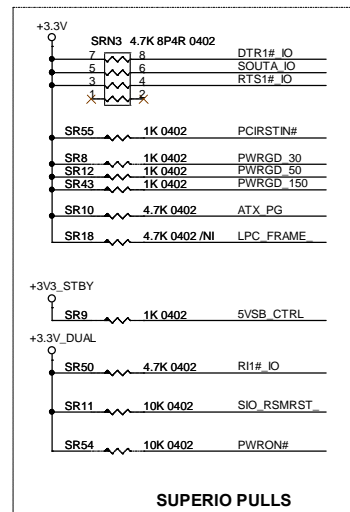 +3.3V
SRN3 4.7K 8P4R 0402
7 8 DTR1#_IO
5 6 SOUTA_IO
3 4 RTS1#_IO
1 2
SR55 1K 0402 PCIRSTIN#
SR8 1K 0402 PWRGD_30
SR12 1K 0402 PWRGD_50
SR43 1K 0402 PWRGD_150
SR10 4.7K 0402 ATX_PG
SR18 4.7K 0402 /NI LPC_FRAME_
+3V3_STBY
SR9 1K 0402 5VSB_CTRL
+3.3V_DUAL
SR50 4.7K 0402 RI1#_IO
SR11 10K 0402 SIO_RSMRST_
SR54 10K 0402 PWRON#
SUPERIO PULLS